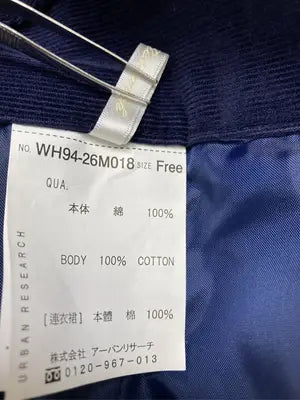 NO. WH94-26M018 SIZE Free
QUA.
本体 綿 100%
BODY 100% COTTON
[連衣裙] 本體 棉 100%
株式会社 アーバンリサーチ
0120-967-013
URBAN RESEARCH